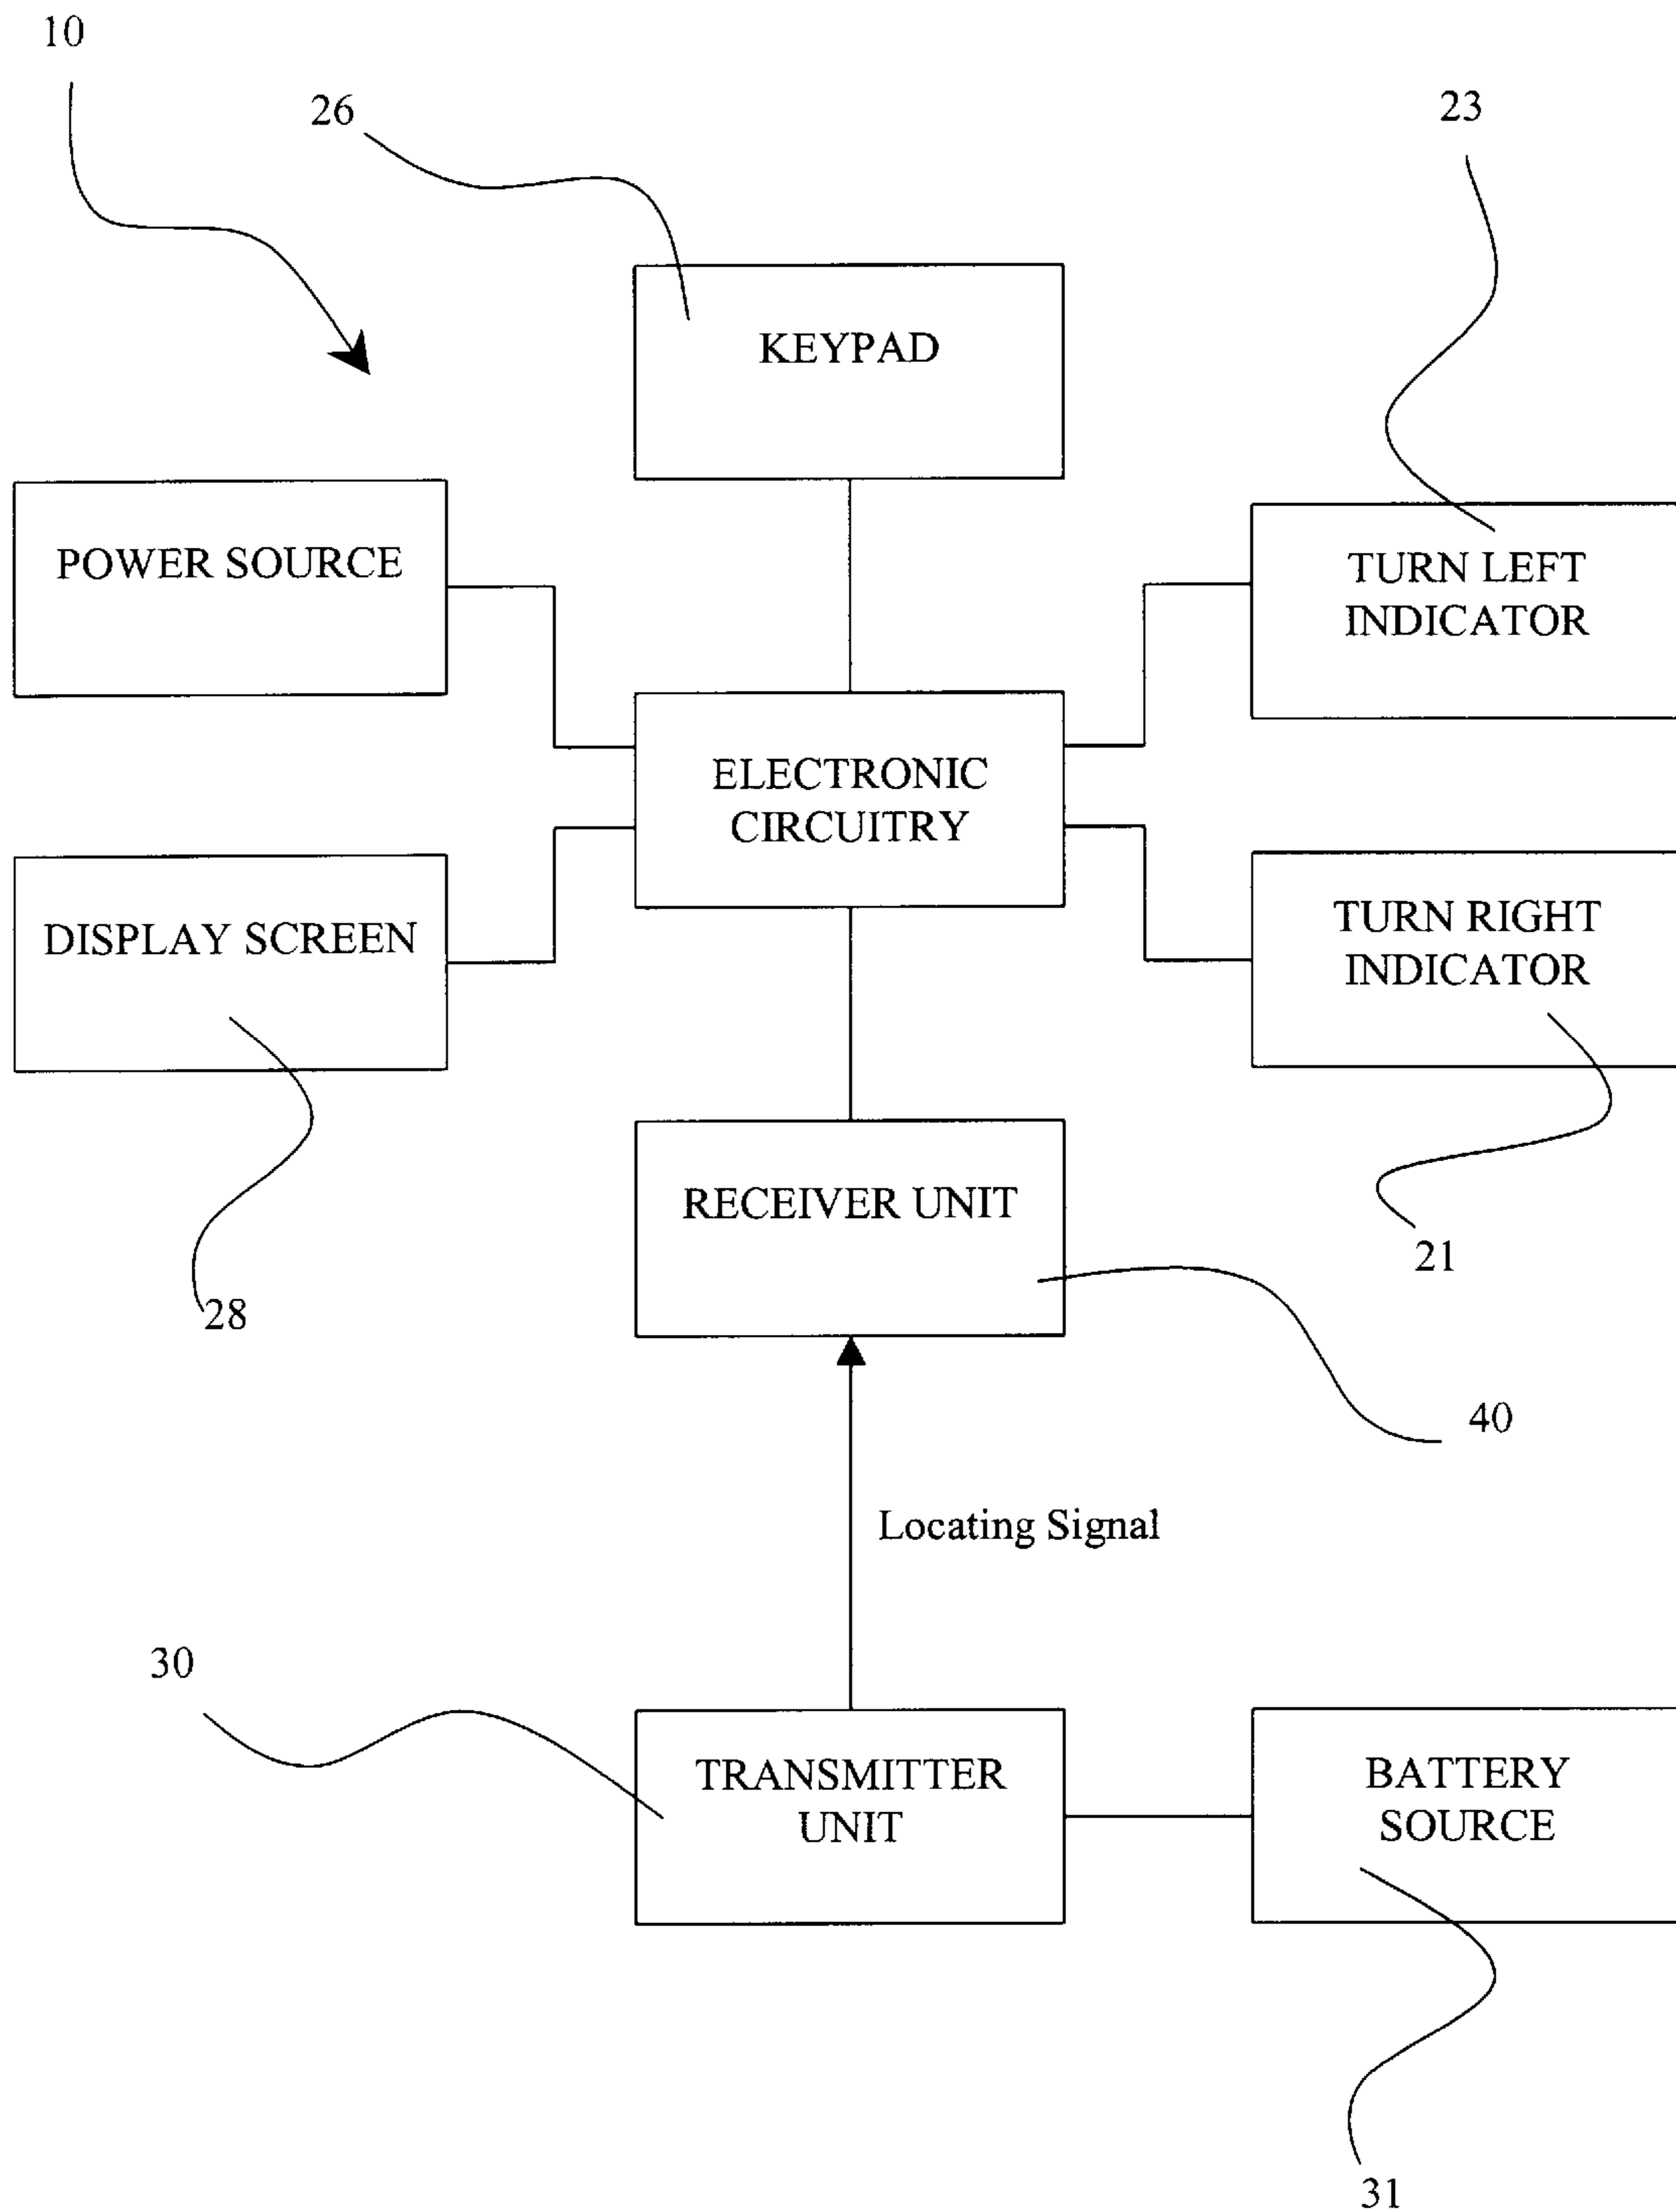 10
26
23
KEYPAD
POWER SOURCE
TURN LEFT
INDICATOR
ELECTRONIC
CIRCUITRY
DISPLAY SCREEN
TURN RIGHT
INDICATOR
RECEIVER UNIT
21
28
40
Locating Signal
30
TRANSMITTER
UNIT
BATTERY
SOURCE
31